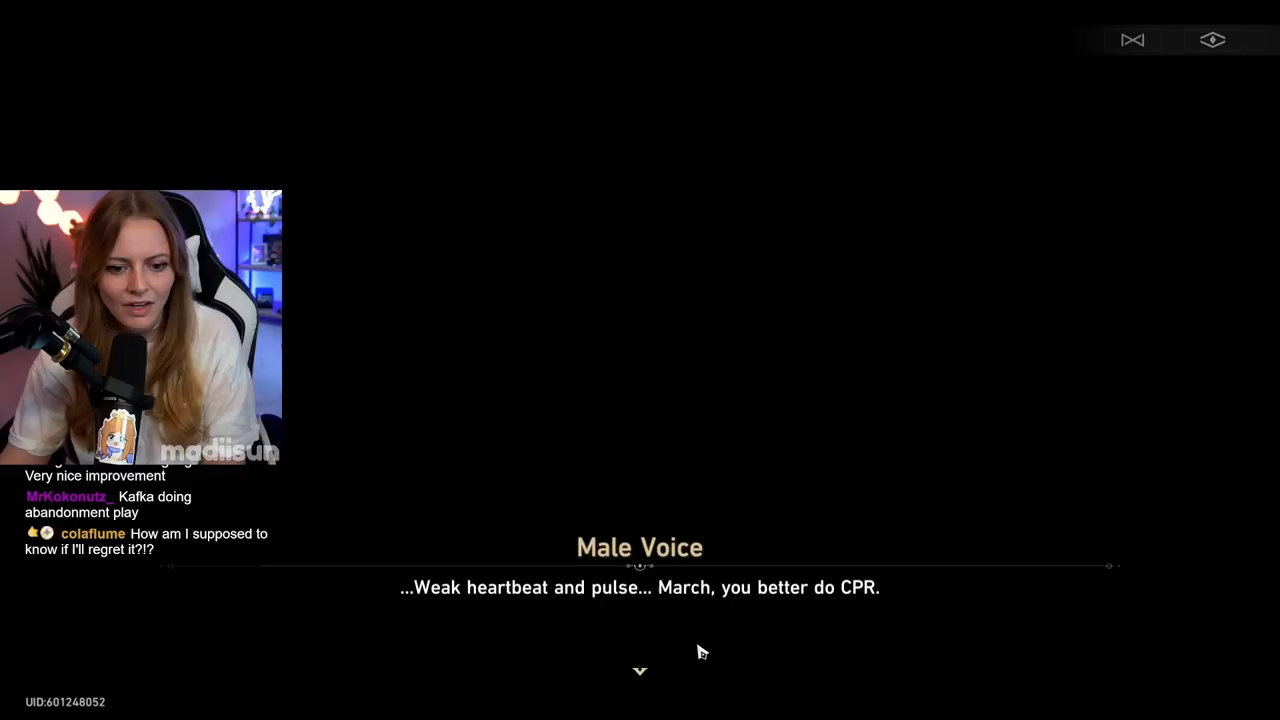 madiisun
Very nice improvement
MrKokonutz_ Kafka doing
abandonment play
colaflume How am I supposed to
know if I'll regret it?!?
Male Voice
...Weak heartbeat and pulse... March, you better do CPR.
UID:601248052